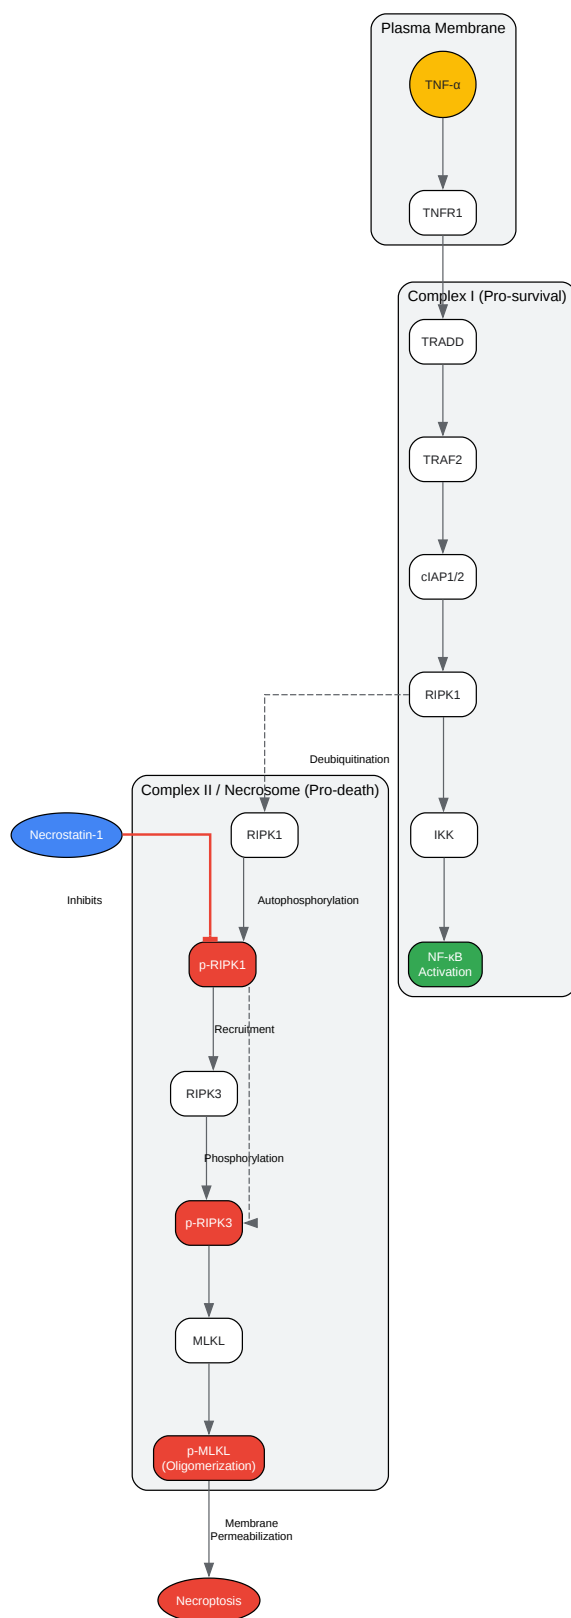 Plasma Membrane
TNF-α
TNFR1
Complex I (Pro-survival)
TRADD
TRAF2
cIAP1/2
RIPK1
Deubiquitination
Complex II / Necrosome (Pro-death)
Necrostatin-1
RIPK1
IKK
Inhibits
Autophosphorylation
p-RIPK1
NF-κB
Activation
Recruitment
RIPK3
Phosphorylation
p-RIPK3
MLKL
p-MLKL
(Oligomerization)
Membrane
Permeabilization
Necroptosis